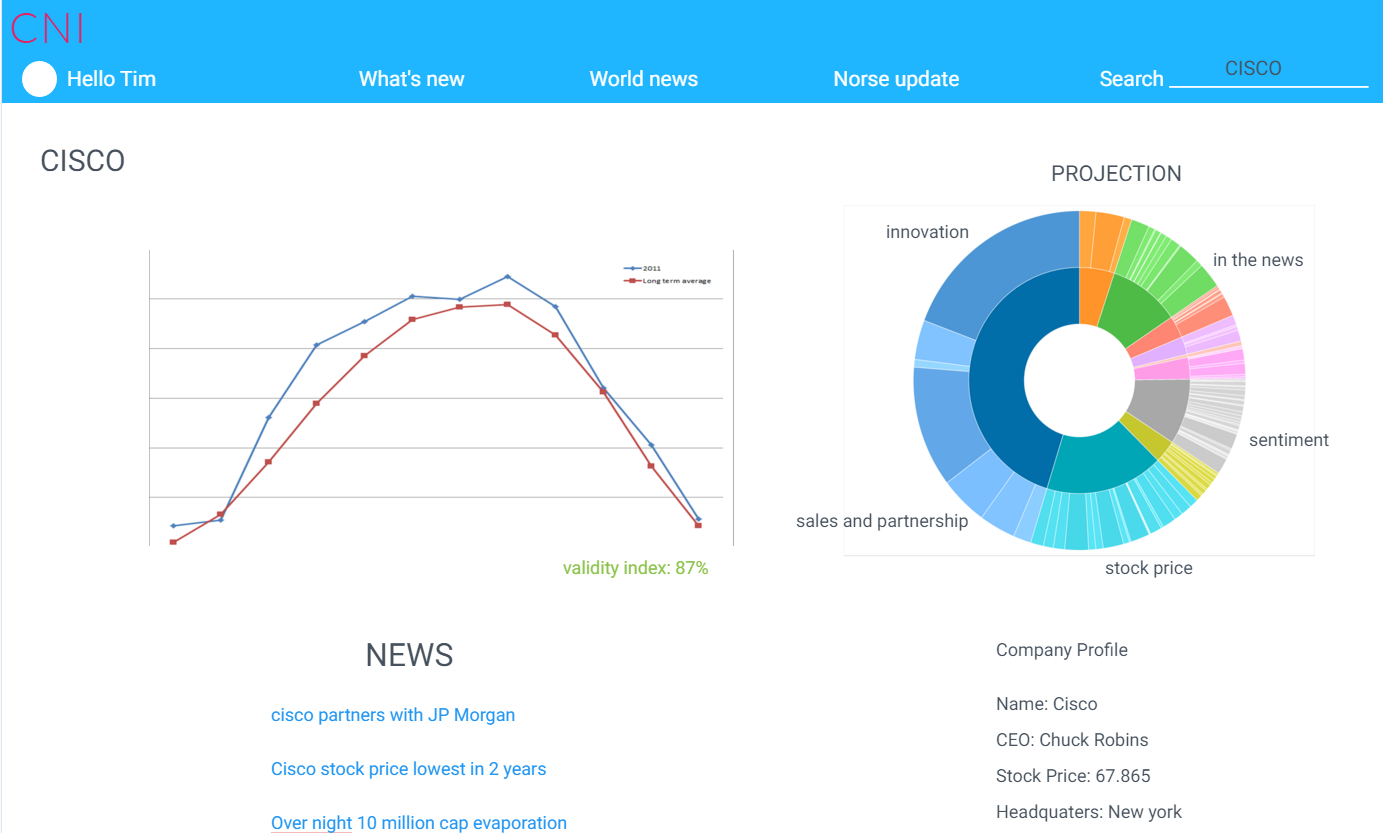 CNI
Hello Tim
What's new
World news
Norse update
Search
CISCO
CISCO
2011
Long term average
validity index: 87%
PROJECTION
innovation
in the news
sentiment
sales and partnership
stock price
NEWS
cisco partners with JP Morgan
Cisco stock price lowest in 2 years
Over night 10 million cap evaporation
Company Profile
Name: Cisco
CEO: Chuck Robins
Stock Price: 67.865
Headquaters: New york